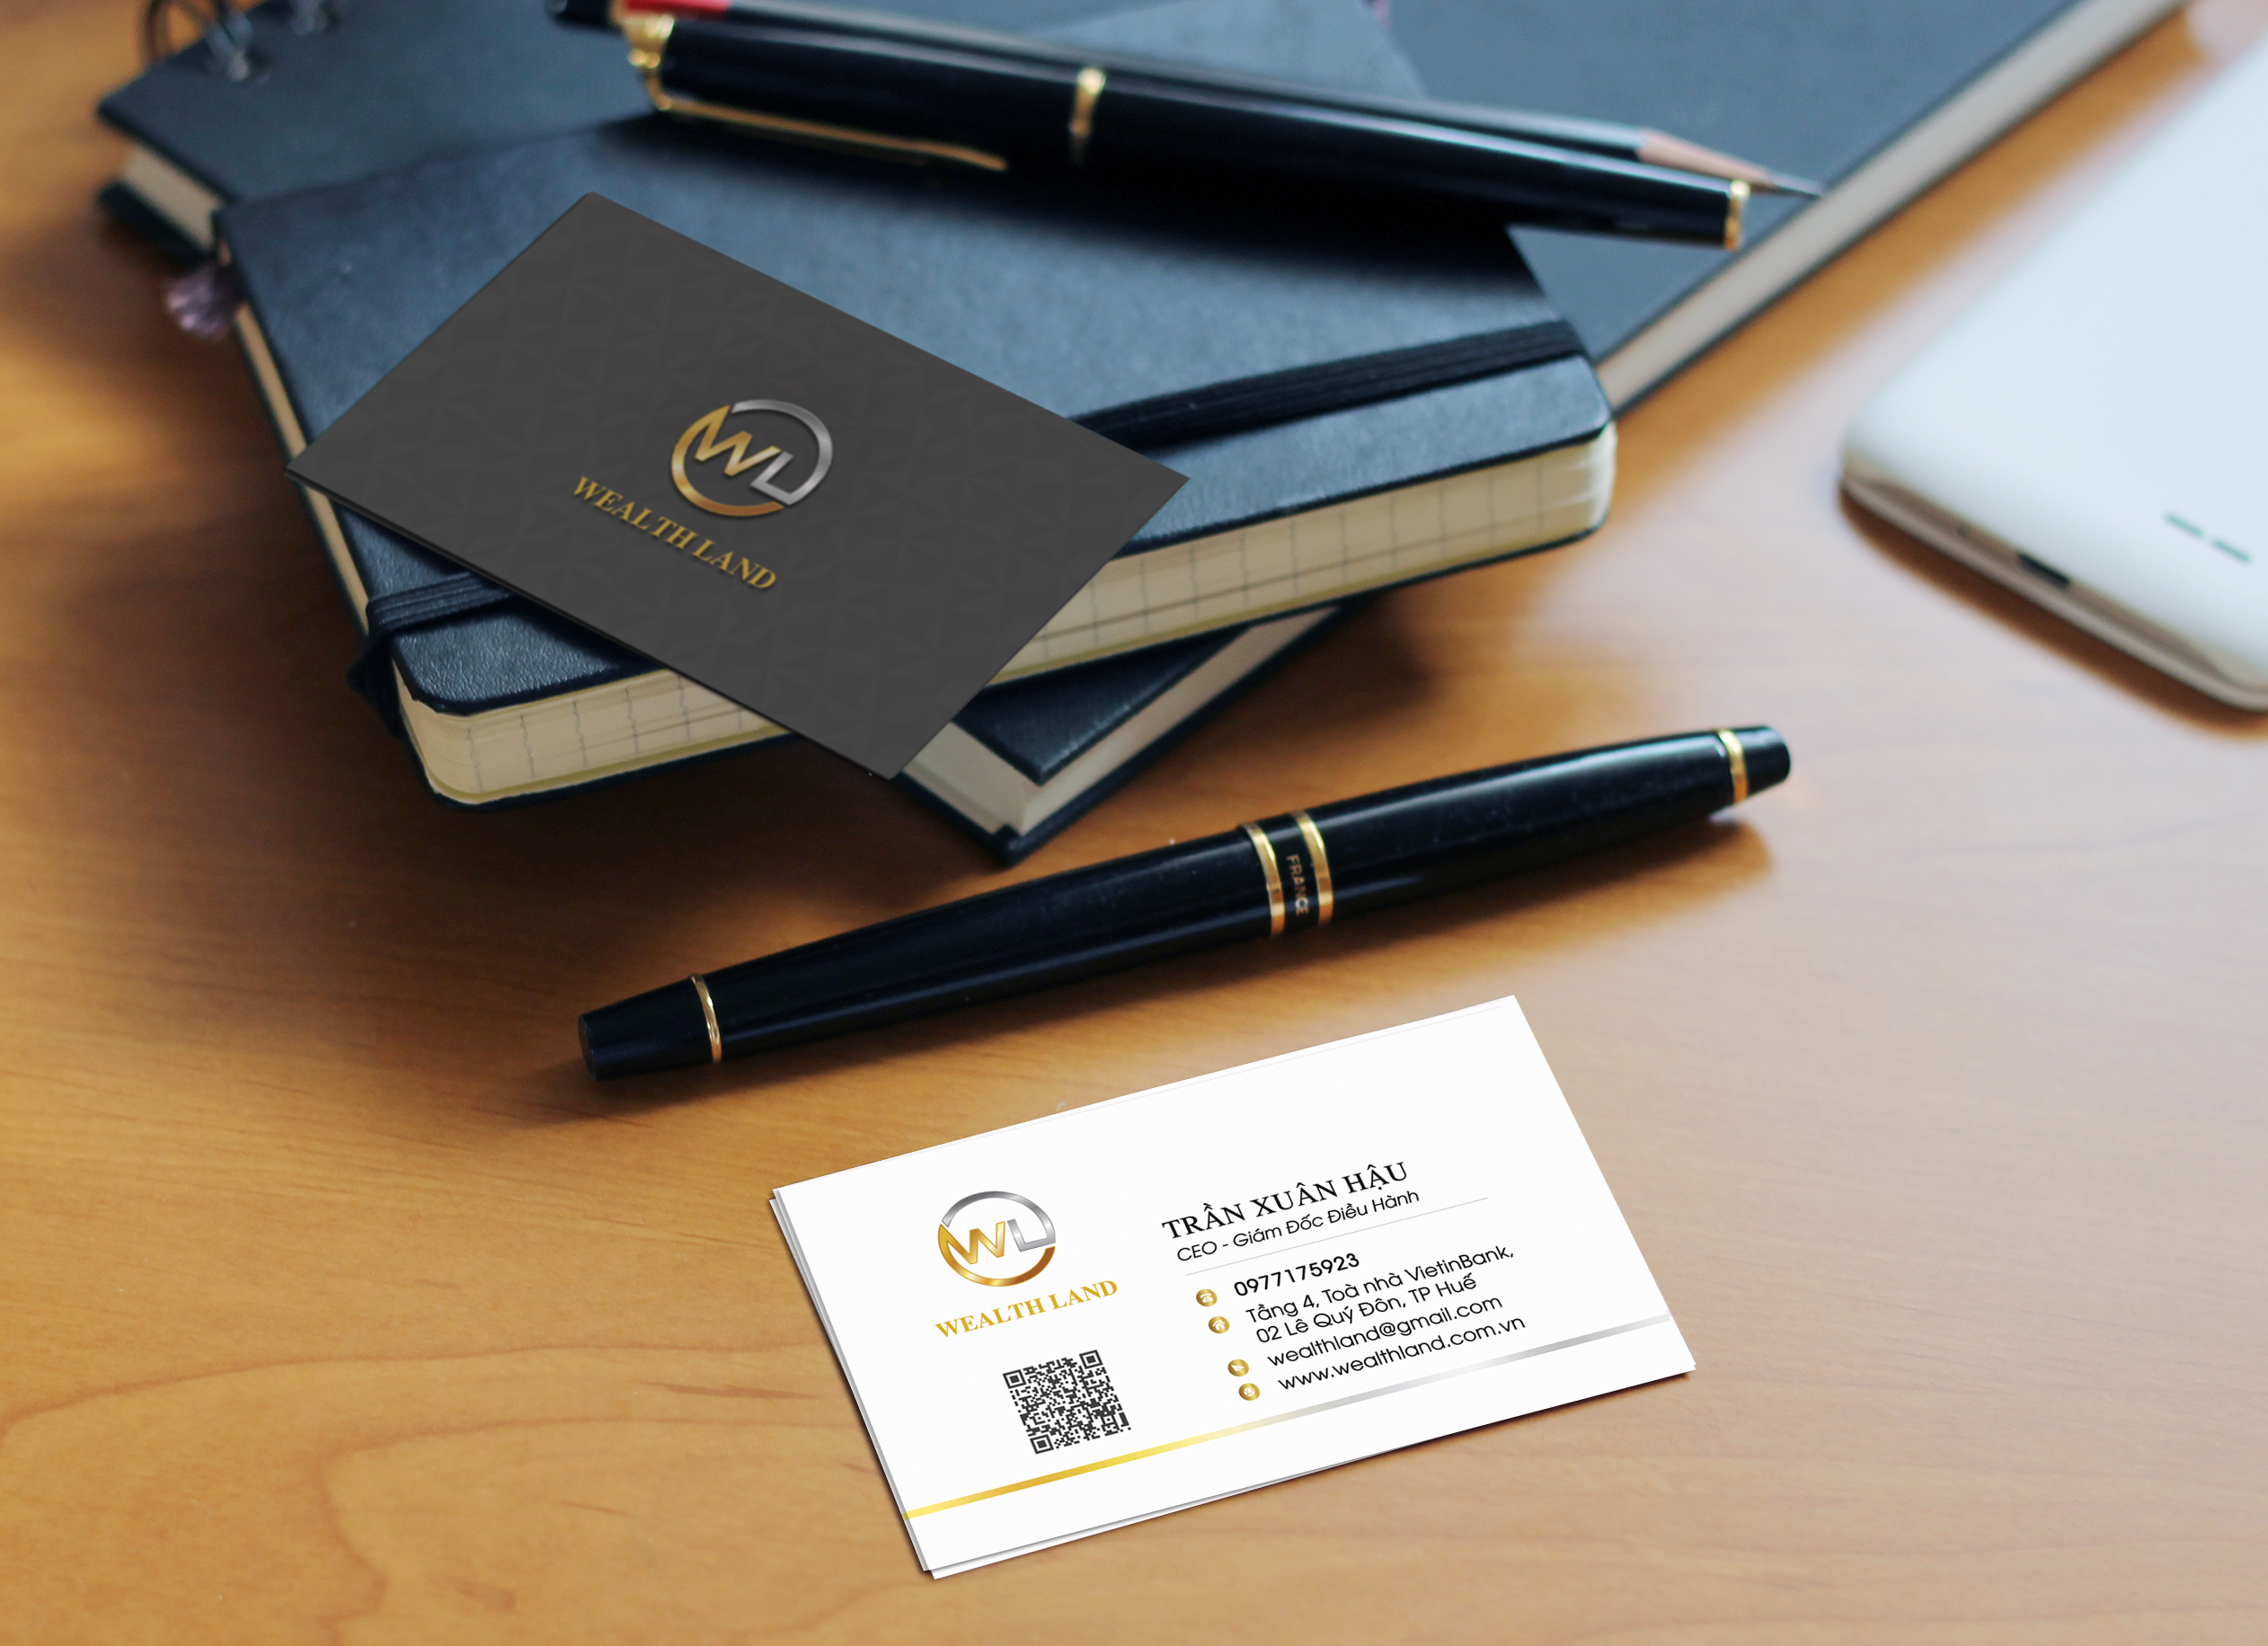 WL
WEALTH LAND
FRANCE
WL
WEALTH LAND
TRẦN XUÂN HẬU
CEO - Giám Đốc Điều Hành
0977175923
Tầng 4, Toà nhà VietinBank,
02 Lê Quý Đôn, TP Huế
wealthland@gmail.com
www.wealthland.com.vn